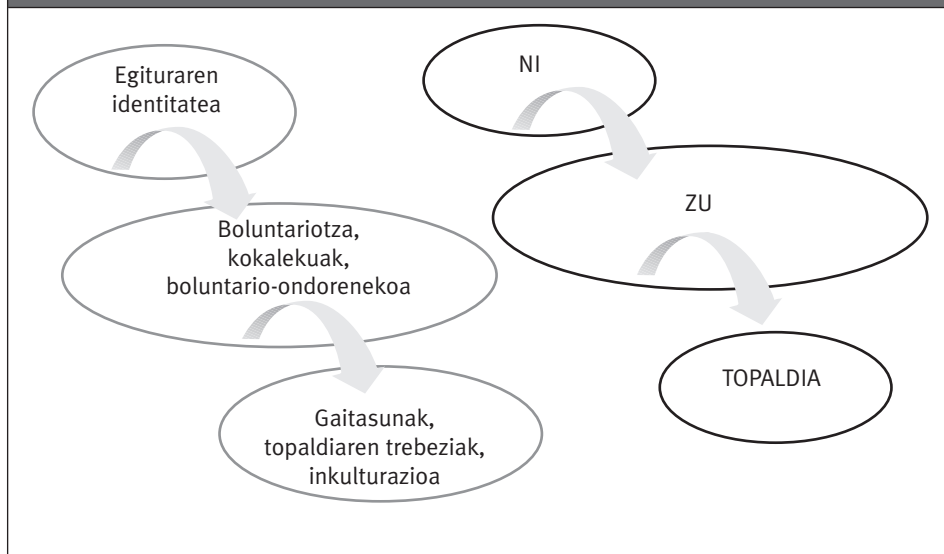 Egituraren
identitatea
Boluntariotza,
kokalekuak,
boluntario-ondorenekoa
Gaitasunak,
topaldiaren trebeziak,
inkulturazioa
NI
ZU
TOPALDIA